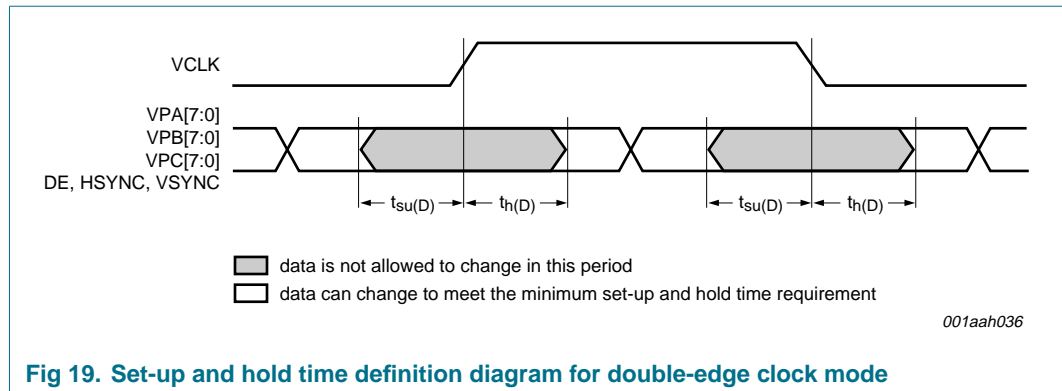 VCLK
VPA[7:0]
VPB[7:0]
VPC[7:0]
DE, HSYNC, VSYNC
tsu(D) th(D) tsu(D) th(D)
data is not allowed to change in this period
data can change to meet the minimum set-up and hold time requirement
001aah036
Fig 19. Set-up and hold time definition diagram for double-edge clock mode